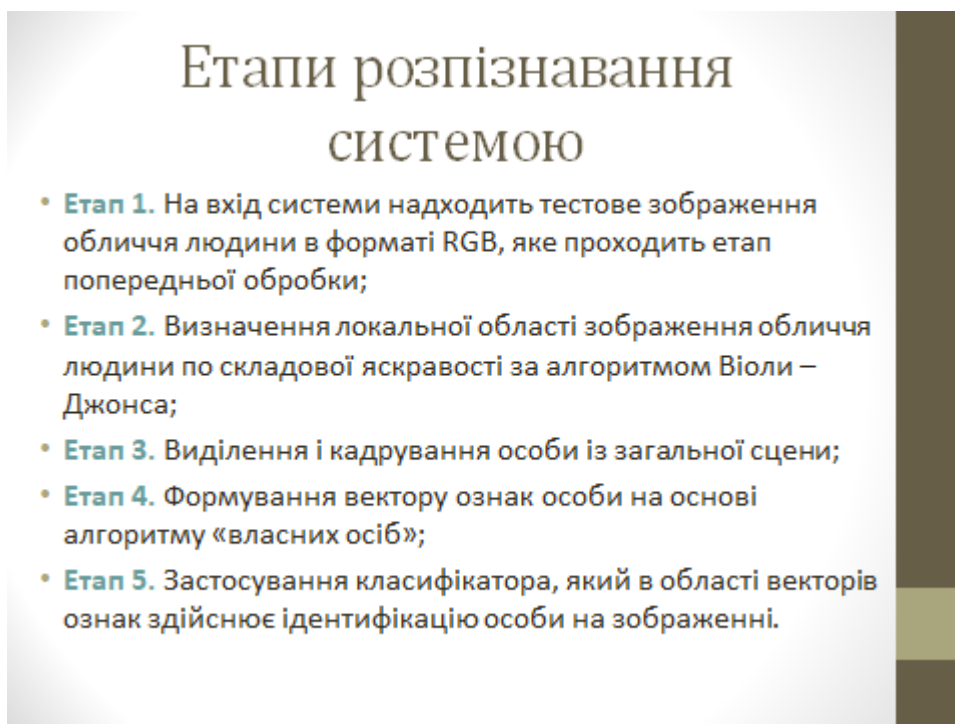 Етапи розпізнавання
системою
• Етап 1. На вхід системи надходить тестове зображення
обличчя людини в форматі RGB, яке проходить етап
попередньої обробки;
• Етап 2. Визначення локальної області зображення обличчя
людини по складової яскравості за алгоритмом Віоли –
Джонса;
• Етап 3. Виділення і кадрування особи із загальної сцени;
• Етап 4. Формування вектору ознак особи на основі
алгоритму «власних осіб»;
• Етап 5. Застосування класифікатора, який в області векторів
ознак здійснює ідентифікацію особи на зображенні.